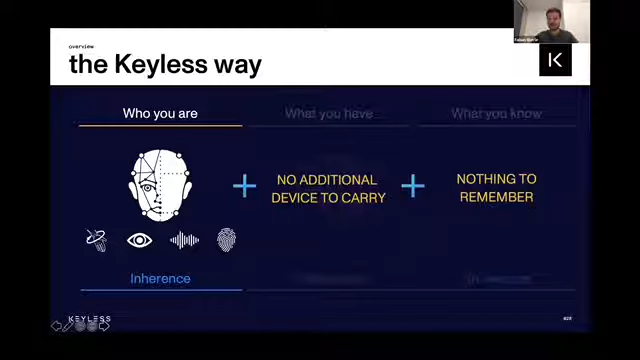 overview
the Keyless way
Who you are
What you have
What you know
NO ADDITIONAL
DEVICE TO CARRY
NOTHING TO
REMEMBER
Inherence
KEYLESS